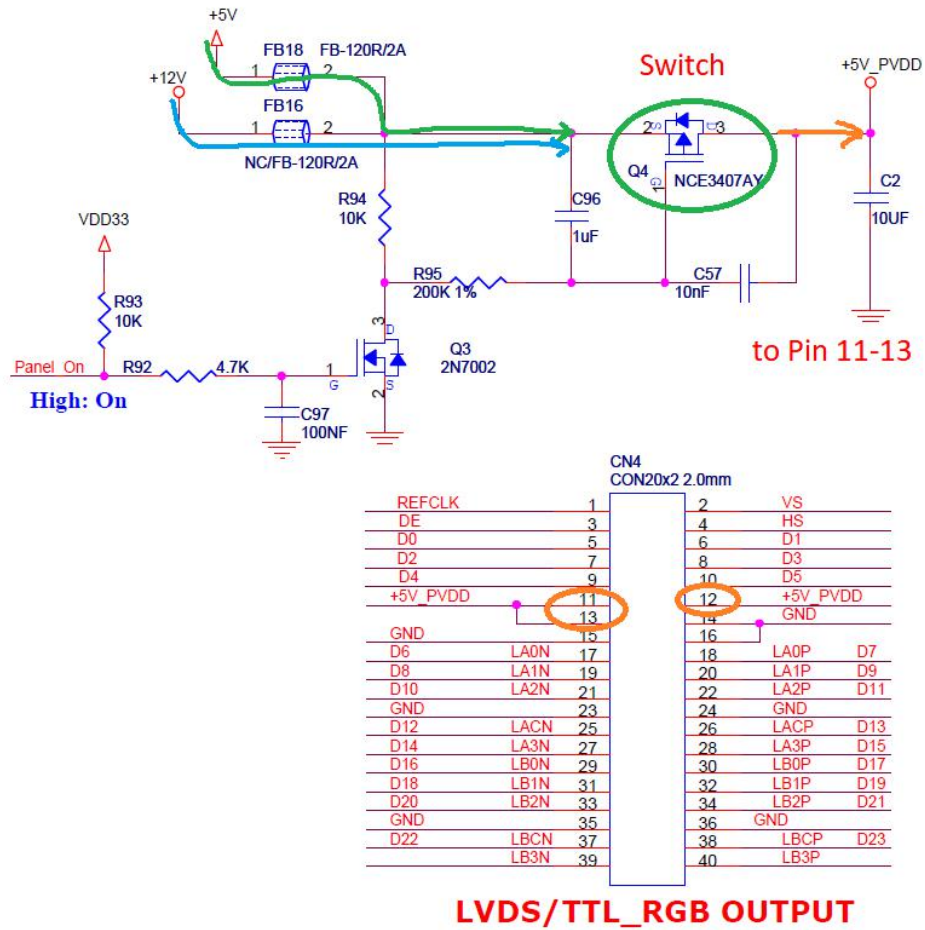 +5V
FB18 FB-120R/2A
1 2
+12V
FB16
1 2
NC/FB-120R/2A
Switch
+5V_PVDD
2 S D 3
Q4 G 1 NCE3407AY
C2
10UF
R94
10K
C96
1uF
VDD33
R95
200K 1%
C57
10nF
R93
10K
3 D
Q3
2N7002
to Pin 11-13
Panel_On R92 4.7K 1 G S 2
High: On
C97
100NF
CN4
CON20x2 2.0mm
REFCLK 1 2 VS
DE 3 4 HS
D0 5 6 D1
D2 7 8 D3
D4 9 10 D5
+5V_PVDD 11 12 +5V_PVDD
13 14 GND
GND 15 16
D6 LA0N 17 18 LA0P D7
D8 LA1N 19 20 LA1P D9
D10 LA2N 21 22 LA2P D11
GND 23 24 GND
D12 LACN 25 26 LACP D13
D14 LA3N 27 28 LA3P D15
D16 LB0N 29 30 LB0P D17
D18 LB1N 31 32 LB1P D19
D20 LB2N 33 34 LB2P D21
GND 35 36 GND
D22 LBCN 37 38 LBCP D23
LB3N 39 40 LB3P
LVDS/TTL_RGB OUTPUT